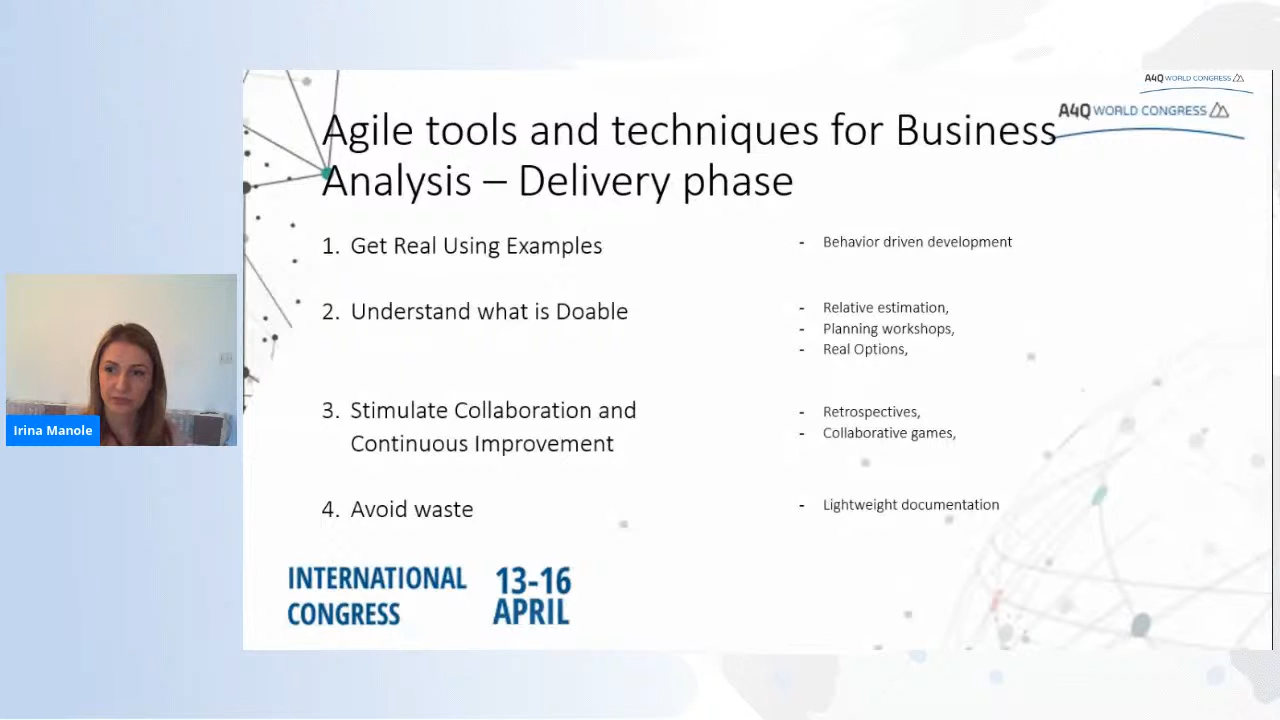 A4Q WORLD CONGRESS
A4Q WORLD CONGRESS
Agile tools and techniques for Business
Analysis – Delivery phase
1. Get Real Using Examples
- Behavior driven development
2. Understand what is Doable
- Relative estimation,
- Planning workshops,
- Real Options,
3. Stimulate Collaboration and
Continuous Improvement
- Retrospectives,
- Collaborative games,
4. Avoid waste
- Lightweight documentation
Irina Manole
INTERNATIONAL
CONGRESS
13-16
APRIL